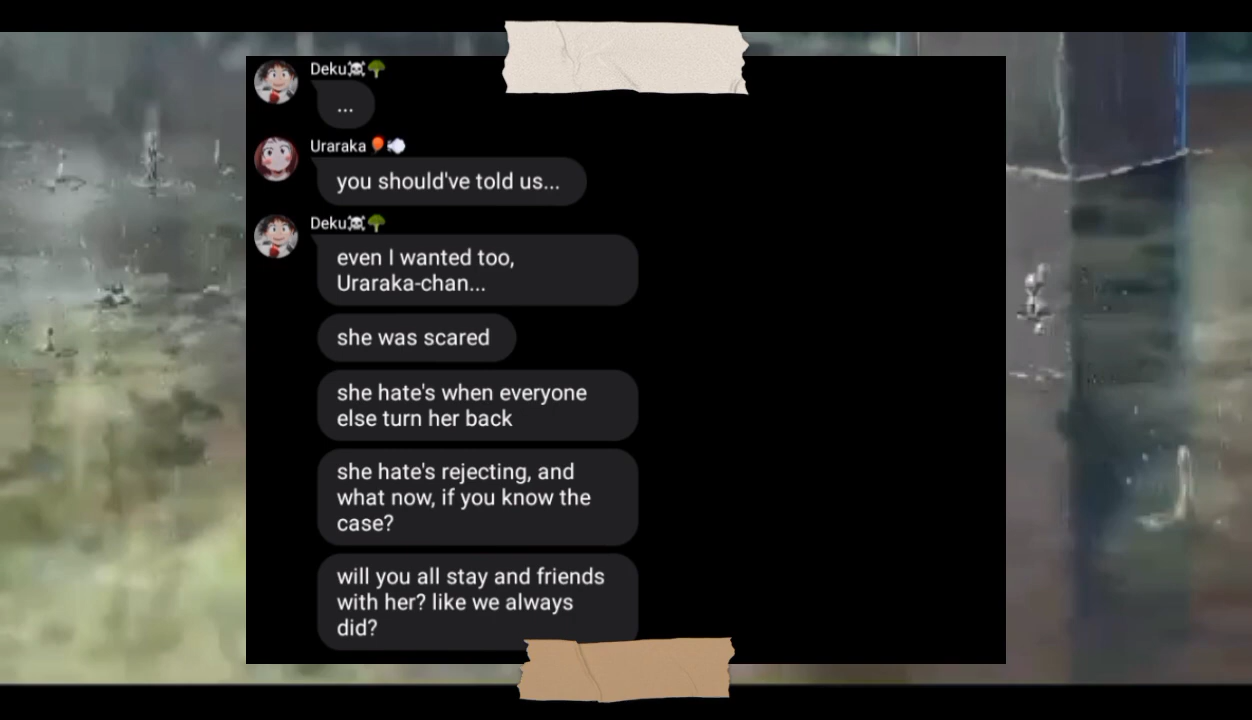 Deku☠️🌳
...
Uraraka 🎈💨
you should've told us...
Deku☠️🌳
even I wanted too,
Uraraka-chan...
she was scared
she hate's when everyone
else turn her back
she hate's rejecting, and
what now, if you know the
case?
will you all stay and friends
with her? like we always
did?